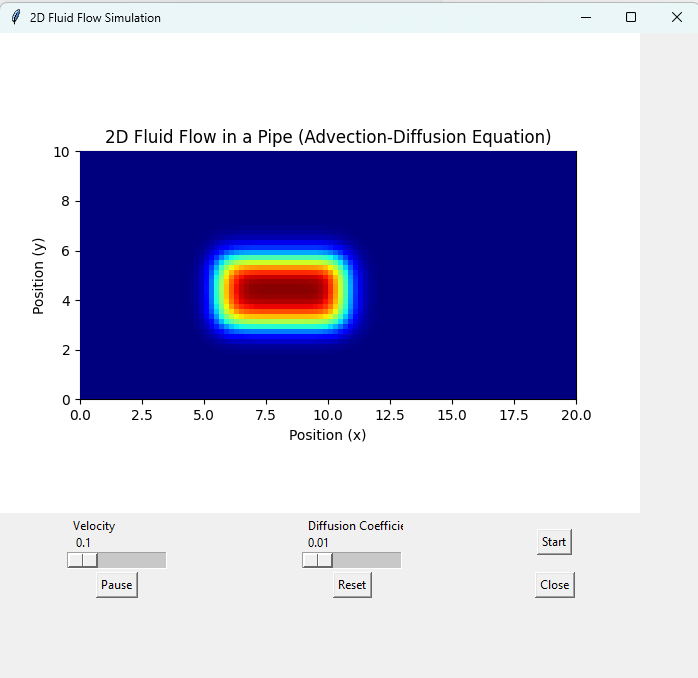 2D Fluid Flow Simulation
2D Fluid Flow in a Pipe (Advection-Diffusion Equation)
10
8
6
4
2
0
Position (y)
0.0 2.5 5.0 7.5 10.0 12.5 15.0 17.5 20.0
Position (x)
Velocity Diffusion Coefficie
0.1 0.01 Start
Pause Reset Close